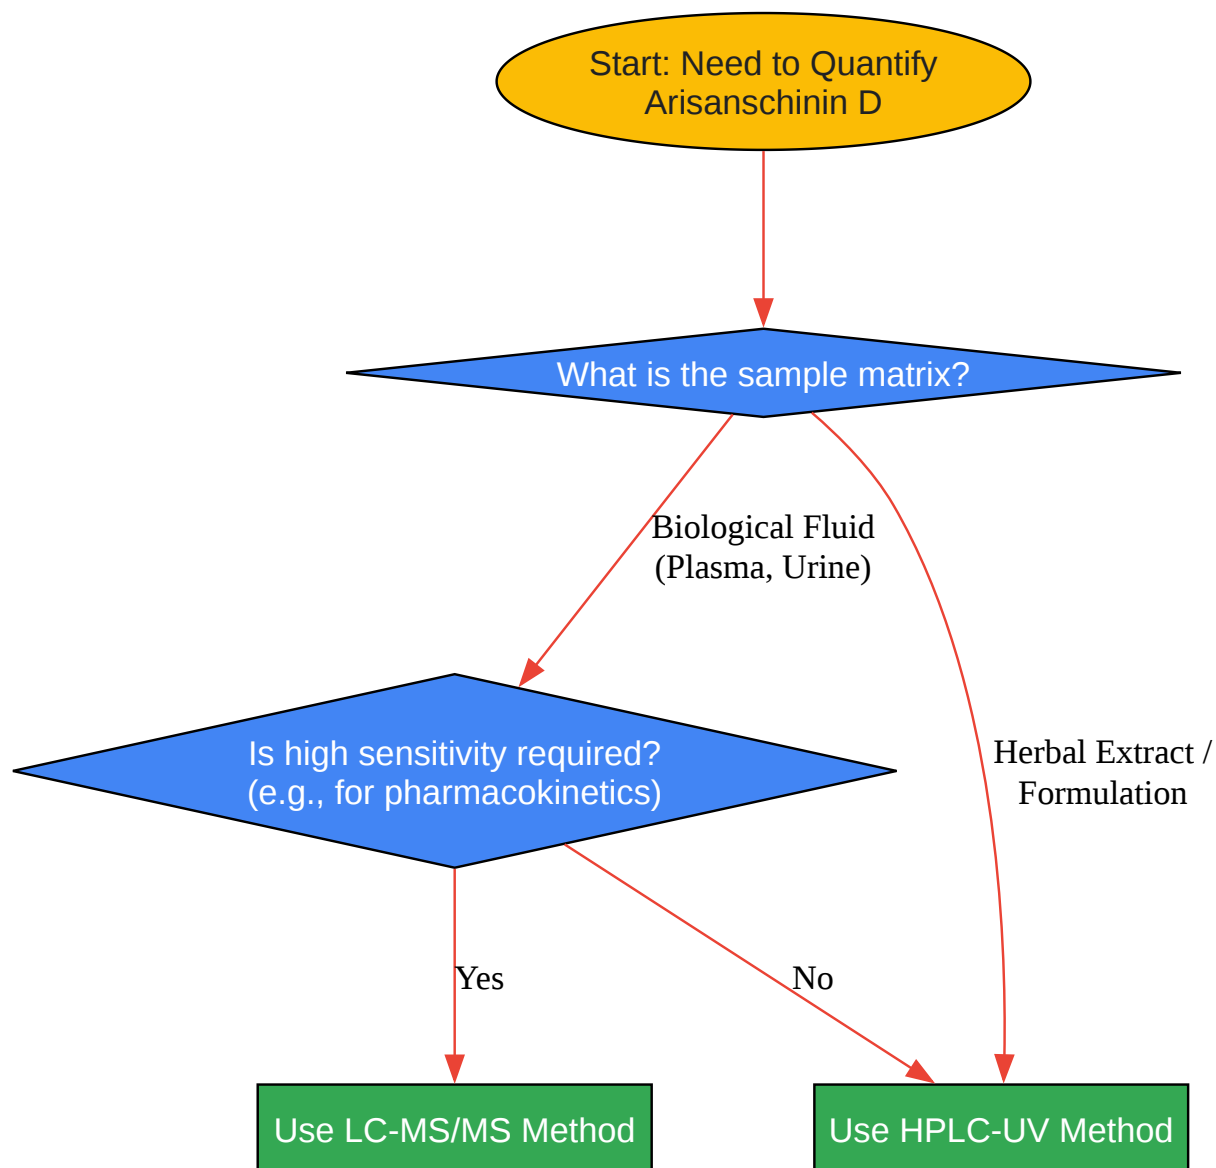 Start: Need to Quantify
Arisanschinin D
What is the sample matrix?
Biological Fluid
(Plasma, Urine)
Herbal Extract /
Formulation
Is high sensitivity required?
(e.g., for pharmacokinetics)
Yes
No
Use LC-MS/MS Method
Use HPLC-UV Method